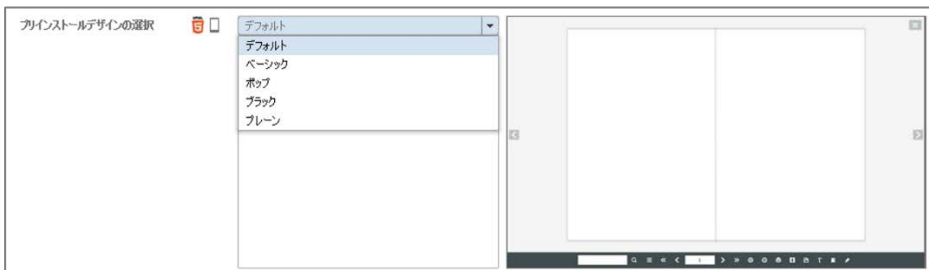 プリインストールデザインの選択
デフォルト
デフォルト
ベーシック
ポップ
ブラック
プレーン